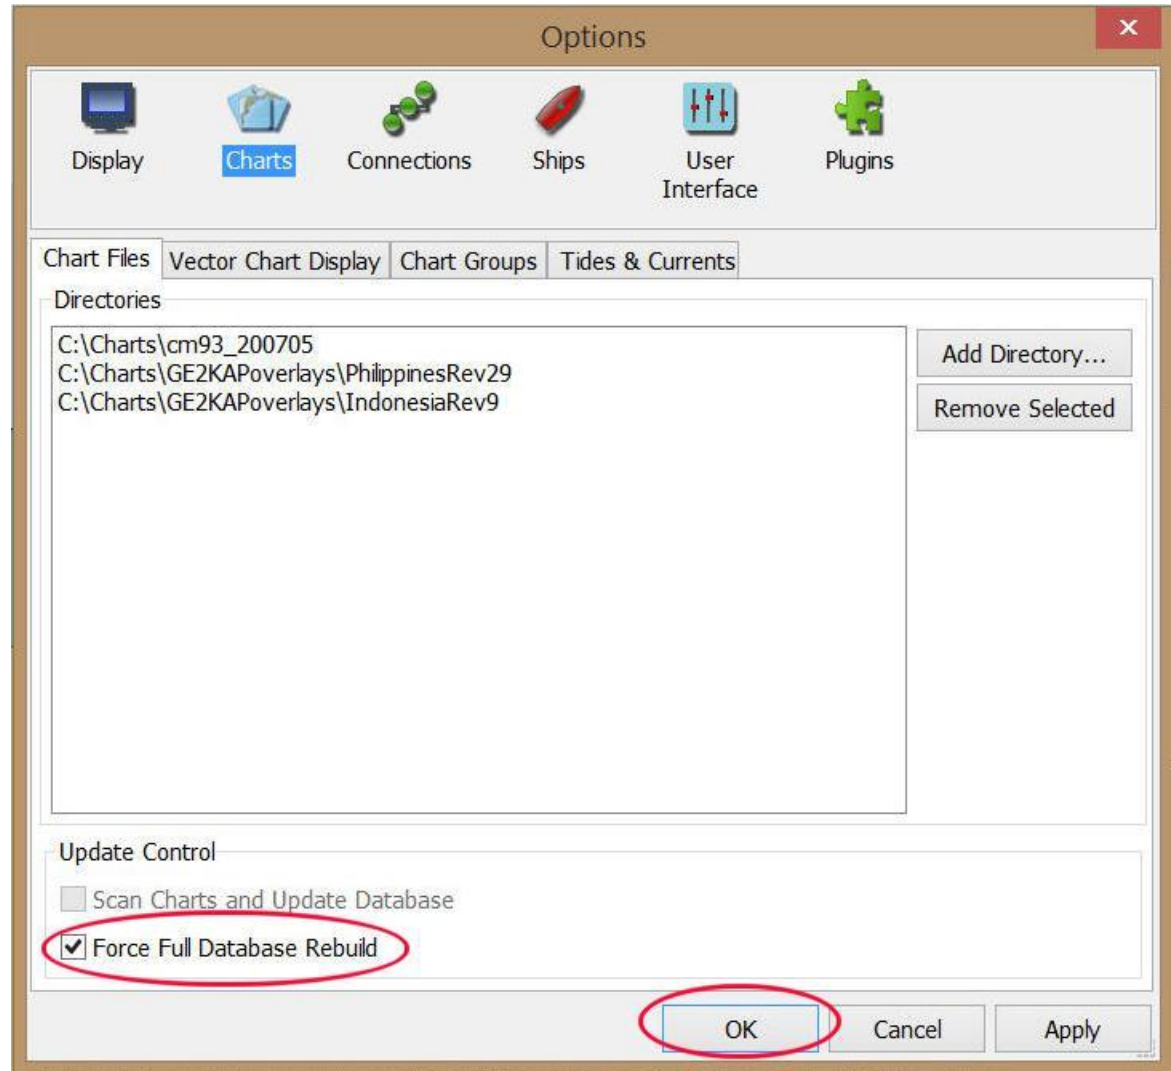 Options
Display
Charts
Connections
Ships
User
Interface
Plugins
Chart Files
Vector Chart Display
Chart Groups
Tides & Currents
Directories
C:\Charts\cm93_200705
C:\Charts\GE2KAPoverlays\PhilippinesRev29
C:\Charts\GE2KAPoverlays\IndonesiaRev9
Add Directory...
Remove Selected
Update Control
Scan Charts and Update Database
Force Full Database Rebuild
OK
Cancel
Apply